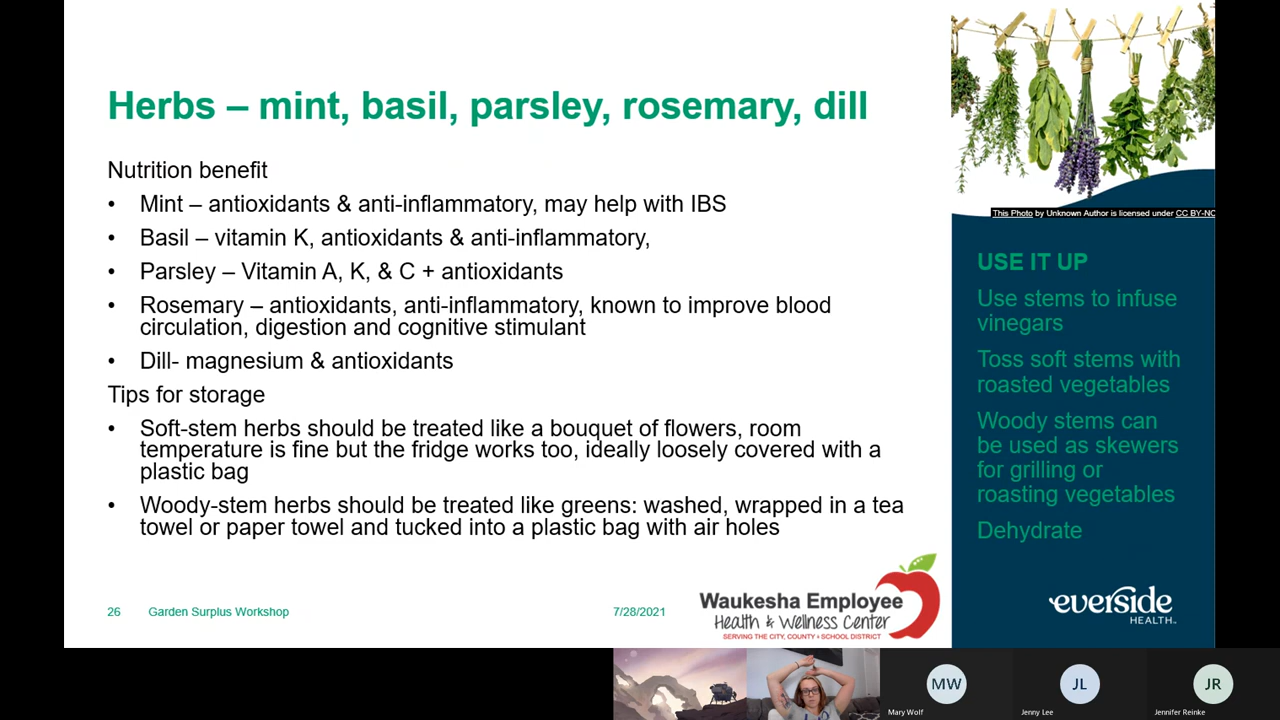 Herbs – mint, basil, parsley, rosemary, dill
Nutrition benefit
• Mint – antioxidants & anti-inflammatory, may help with IBS
• Basil – vitamin K, antioxidants & anti-inflammatory,
• Parsley – Vitamin A, K, & C + antioxidants
• Rosemary – antioxidants, anti-inflammatory, known to improve blood
circulation, digestion and cognitive stimulant
• Dill- magnesium & antioxidants
Tips for storage
• Soft-stem herbs should be treated like a bouquet of flowers, room
temperature is fine but the fridge works too, ideally loosely covered with a
plastic bag
• Woody-stem herbs should be treated like greens: washed, wrapped in a tea
towel or paper towel and tucked into a plastic bag with air holes
26 Garden Surplus Workshop 7/28/2021
Waukesha Employee
Health & Wellness Center
SERVING THE CITY, COUNTY & SCHOOL DISTRICT
This Photo by Unknown Author is licensed under CC BY-NC
USE IT UP
Use stems to infuse
vinegars
Toss soft stems with
roasted vegetables
Woody stems can
be used as skewers
for grilling or
roasting vegetables
Dehydrate
everside
HEALTH™
MW
Mary Wolf
JL
Jenny Lee
JR
Jennifer Reinke